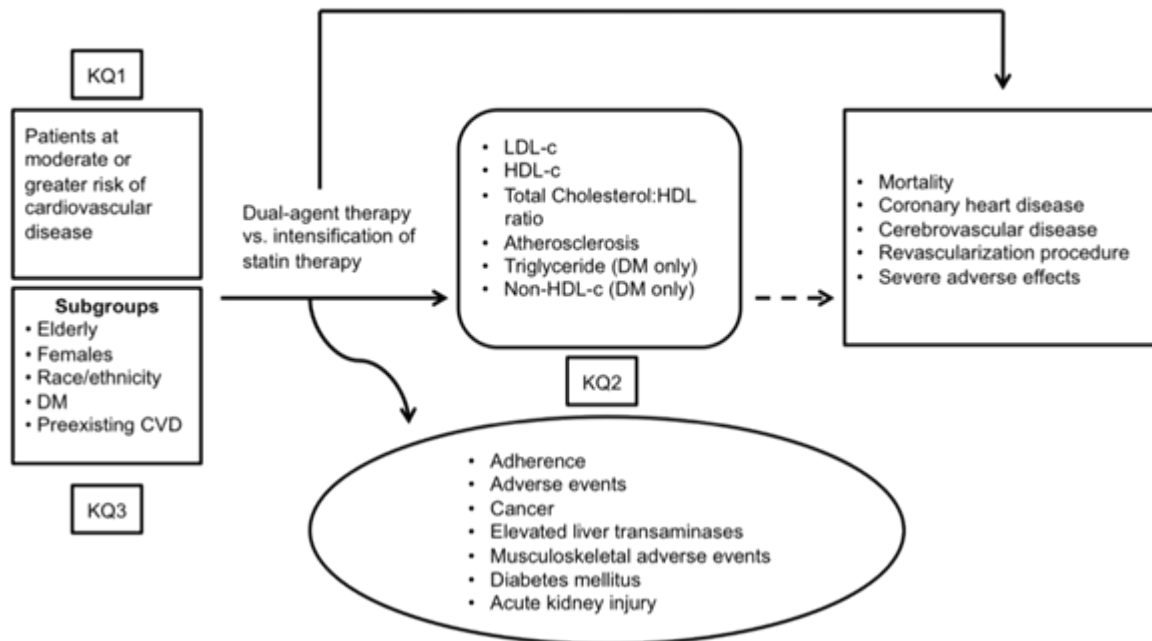 KQ1
Patients at
moderate or
greater risk of
cardiovascular
disease
Subgroups
• Elderly
• Females
• Race/ethnicity
• DM
• Preexisting CVD
KQ3
Dual-agent therapy
vs. intensification of
statin therapy
• LDL-c
• HDL-c
• Total Cholesterol:HDL
ratio
• Atherosclerosis
• Triglyceride (DM only)
• Non-HDL-c (DM only)
KQ2
• Adherence
• Adverse events
• Cancer
• Elevated liver transaminases
• Musculoskeletal adverse events
• Diabetes mellitus
• Acute kidney injury
• Mortality
• Coronary heart disease
• Cerebrovascular disease
• Revascularization procedure
• Severe adverse effects